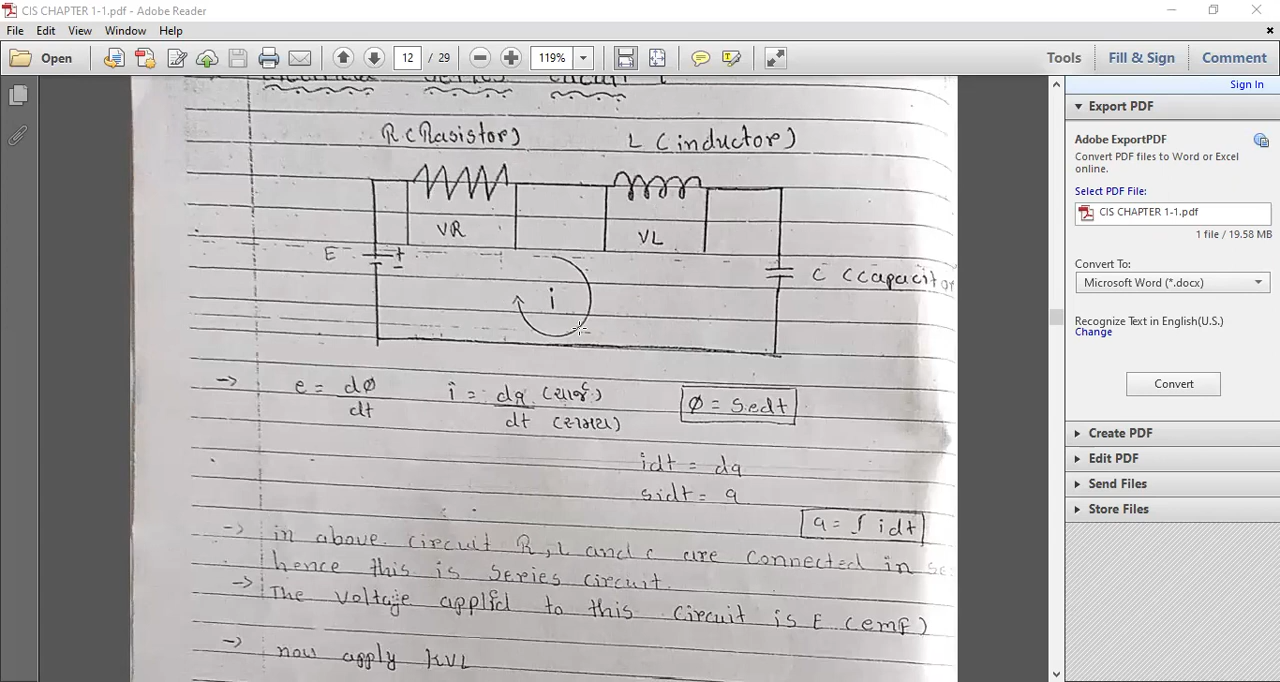 CIS CHAPTER 1-1.pdf - Adobe Reader
File Edit View Window Help
Open 12 / 29 119% Tools Fill & Sign Comment
Sign In
Export PDF
Adobe ExportPDF
Convert PDF files to Word or Excel online.
Select PDF File:
CIS CHAPTER 1-1.pdf
1 file / 19.58 MB
Convert To:
Microsoft Word (*.docx)
Recognize Text in English(U.S.)
Change
Convert
Create PDF
Edit PDF
Send Files
Store Files
R (Rasistor) L (inductor)
VR VL
E + - C (capacitor
i
e = dφ/dt i = dq/dt φ = ∫.edt
idt = dq
∫idt = q
q = ∫ idt
→ in above circuit R, L and c are connected in se
hence this is series circuit.
→ The voltage applid to this circuit is E (emf)
→ now apply KVL